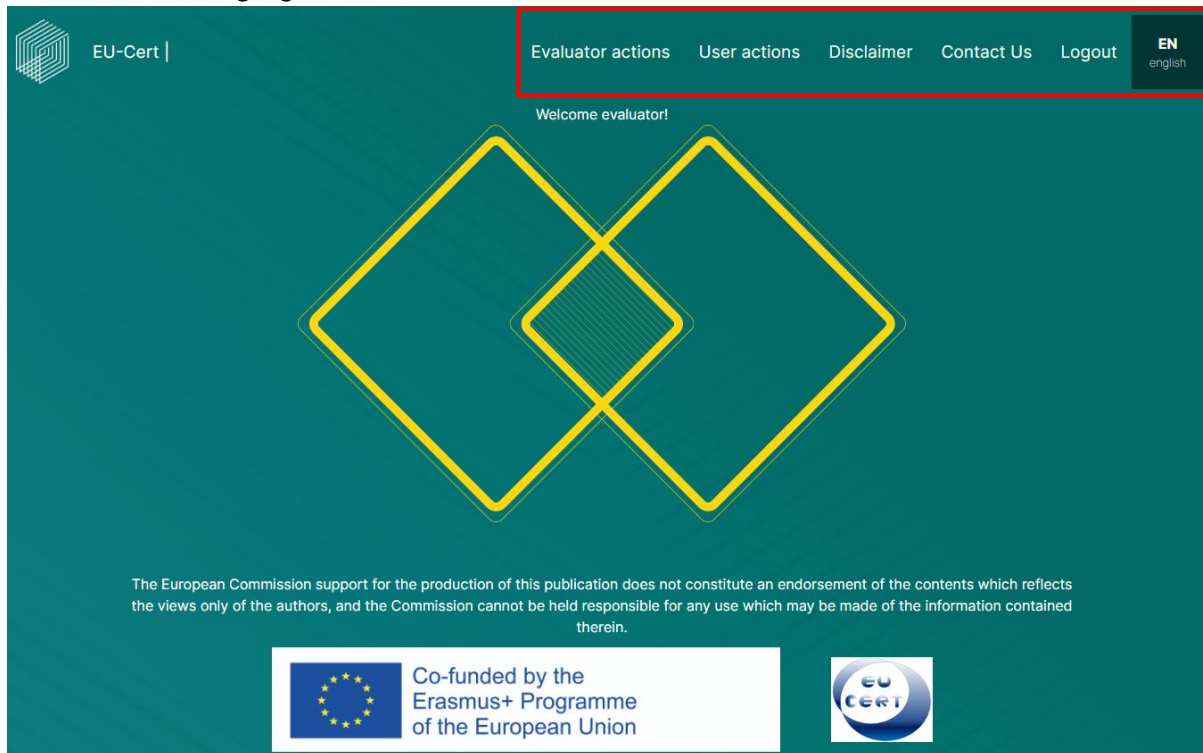 EU-Cert |
Evaluator actions User actions Disclaimer Contact Us Logout EN
english
Welcome evaluator!
The European Commission support for the production of this publication does not constitute an endorsement of the contents which reflects
the views only of the authors, and the Commission cannot be held responsible for any use which may be made of the information contained
therein.
Co-funded by the
Erasmus+ Programme
of the European Union
EU
CERT